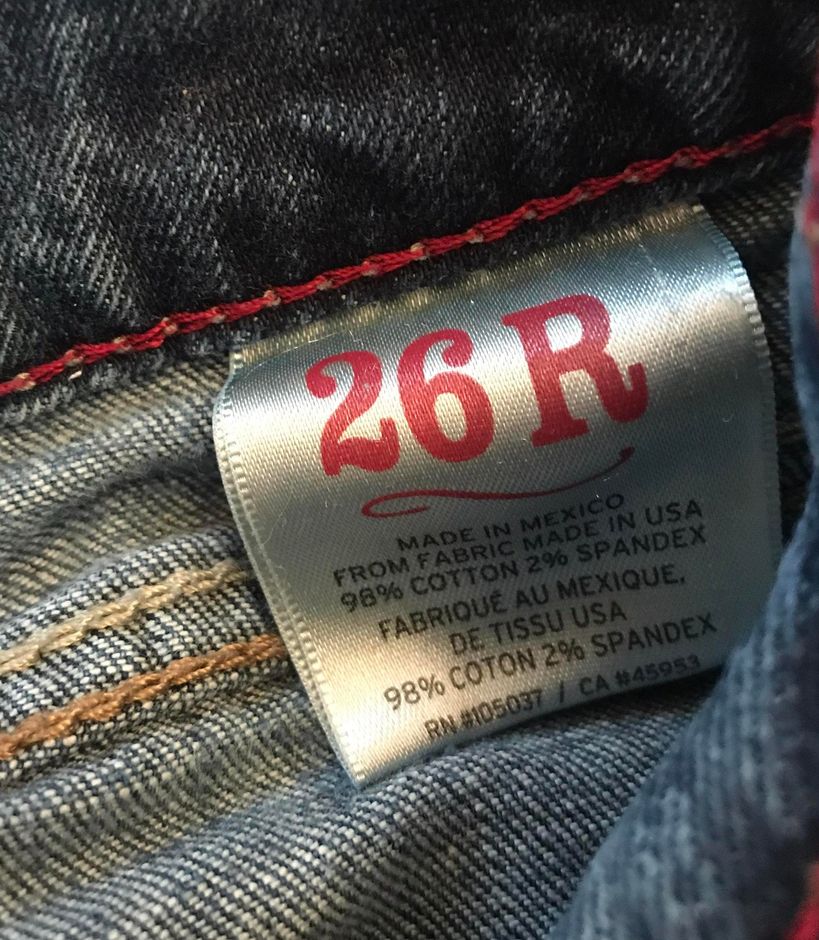 26 R
MADE IN MEXICO
FROM FABRIC MADE IN USA
98% COTTON 2% SPANDEX
FABRIQUÉ AU MEXIQUE,
DE TISSU USA
98% COTON 2% SPANDEX
RN #105037 / CA #45953